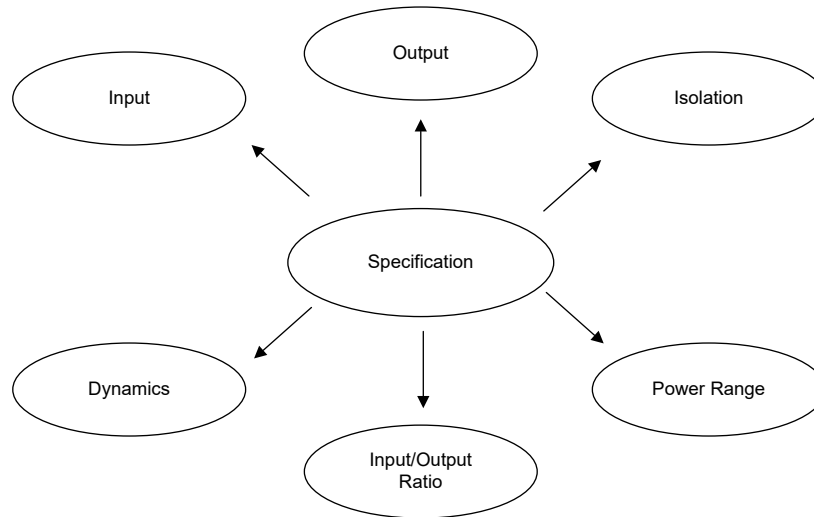 Output
Input
Isolation
Specification
Dynamics
Power Range
Input/Output
Ratio